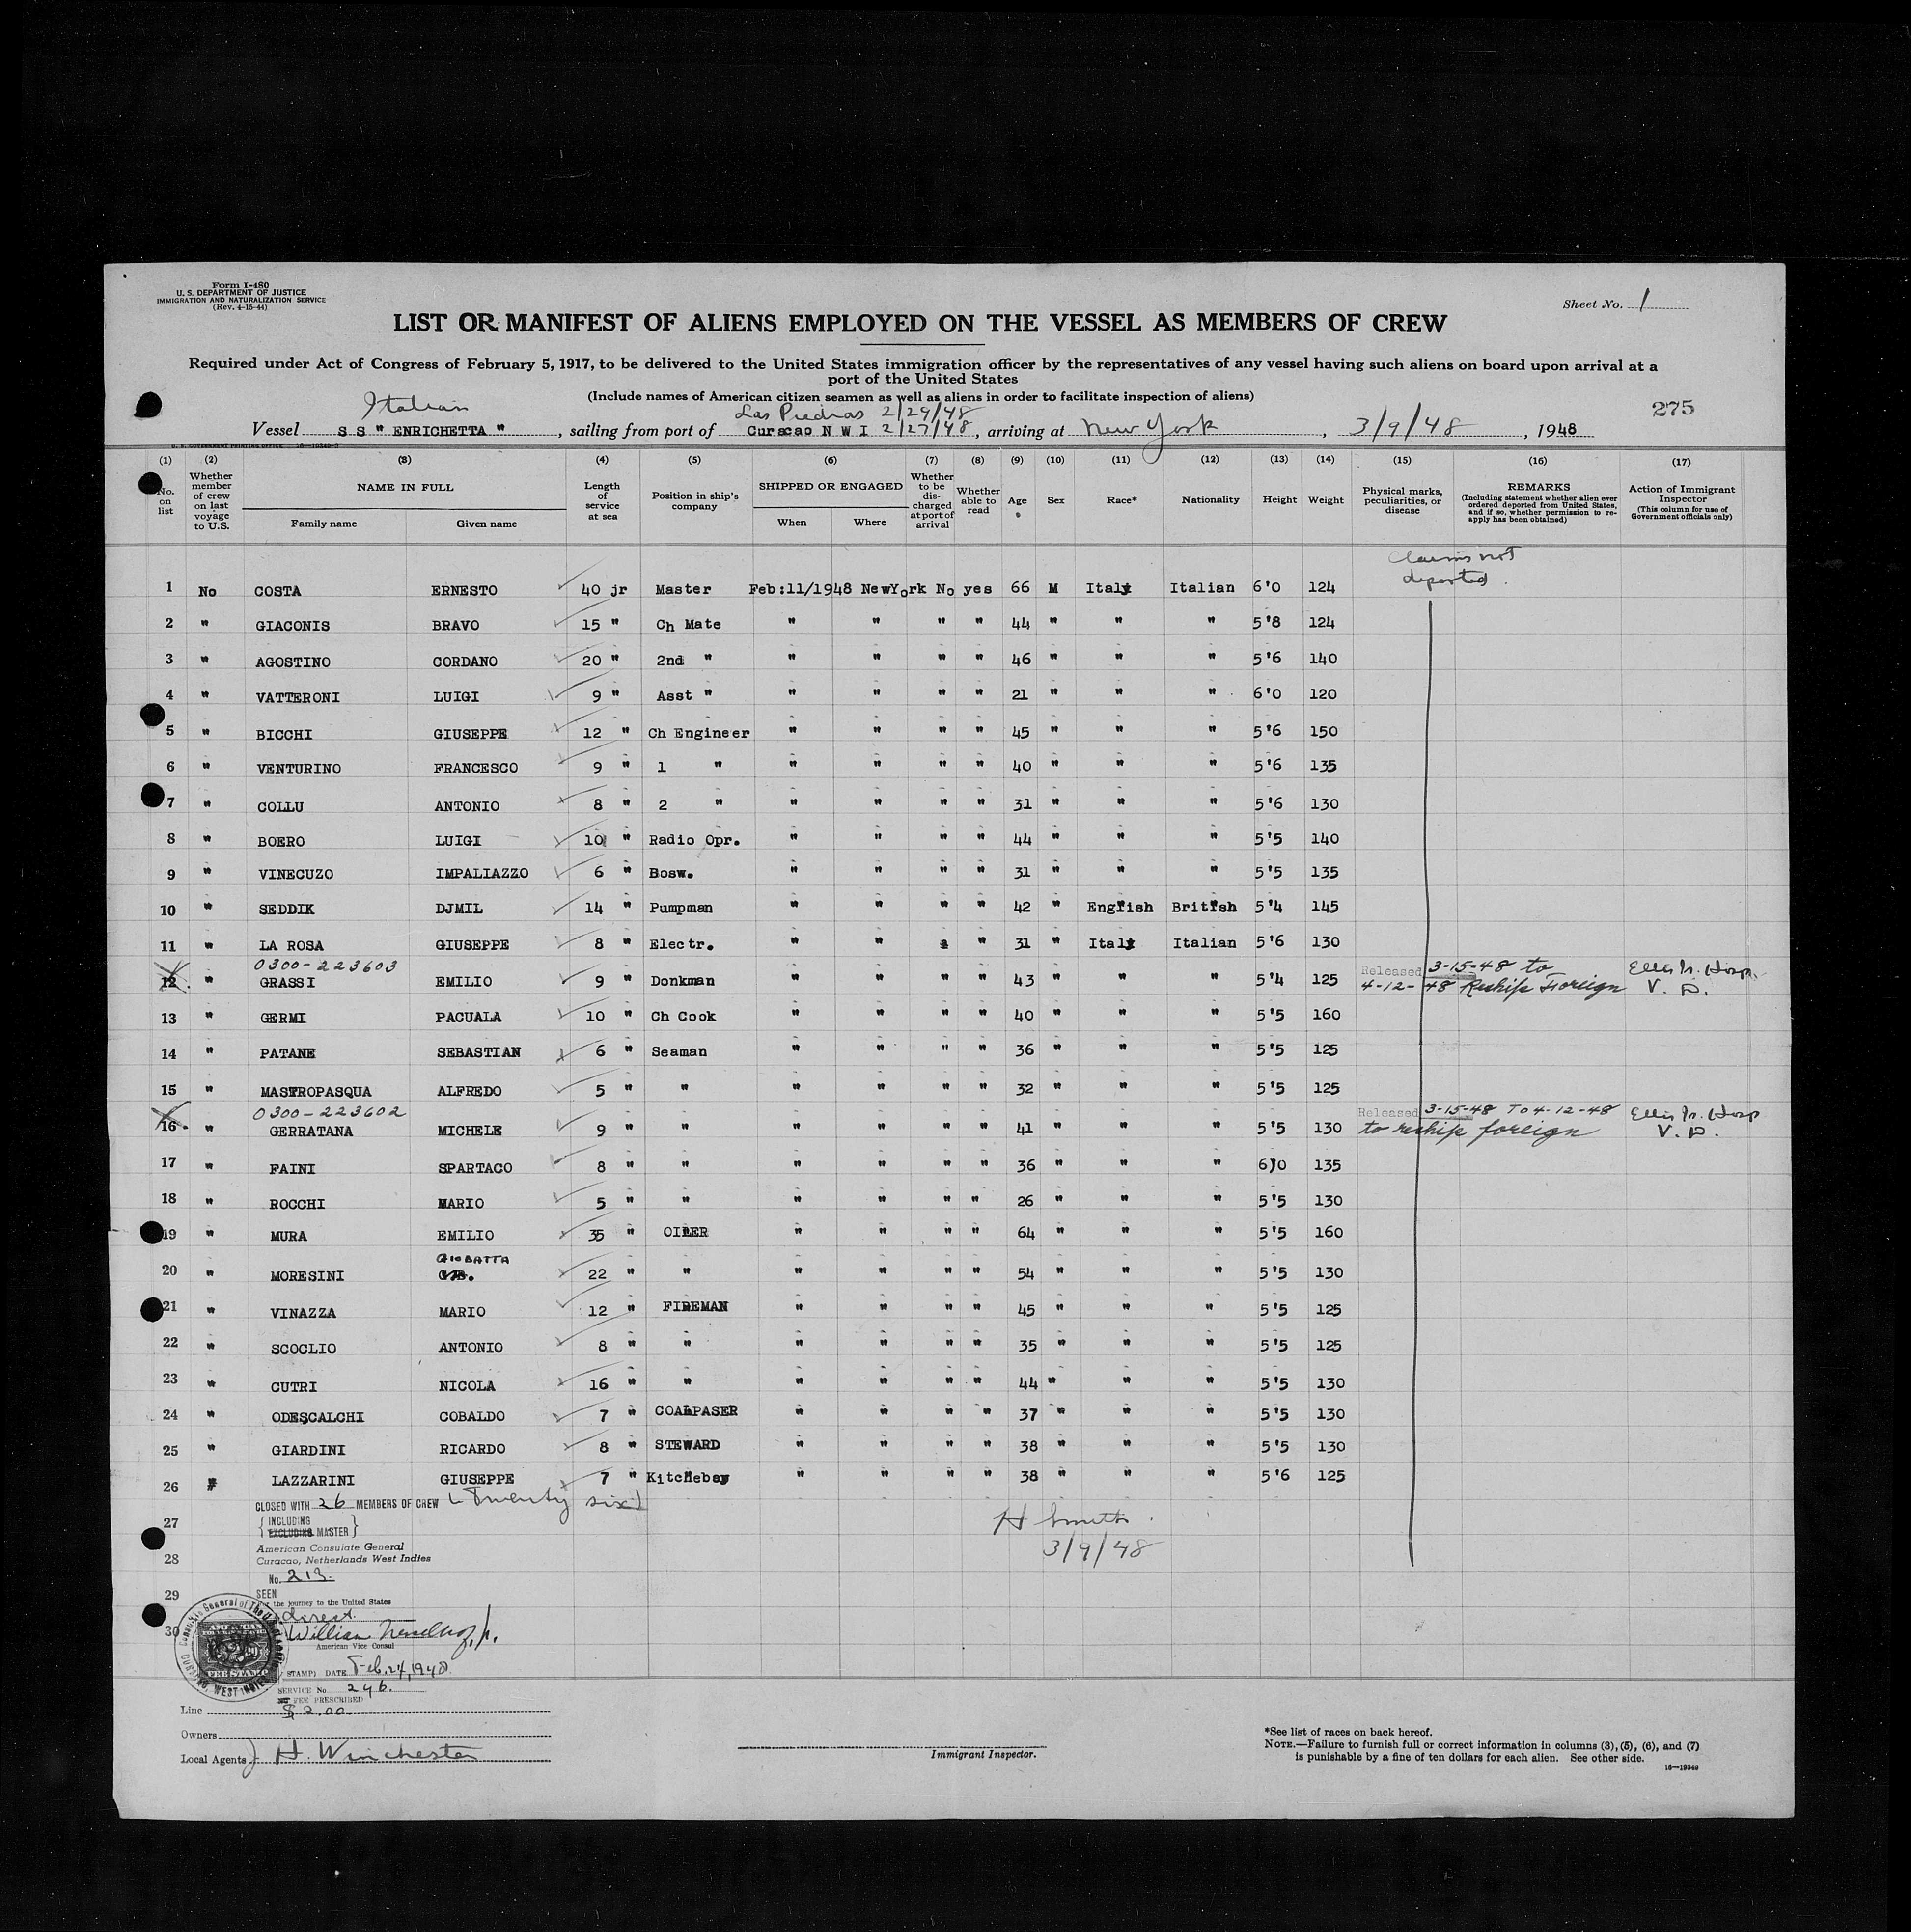 Form I-480
U. S. DEPARTMENT OF JUSTICE
IMMIGRATION AND NATURALIZATION SERVICE
(Rev. 4-15-44)
Sheet No. 1
LIST OR MANIFEST OF ALIENS EMPLOYED ON THE VESSEL AS MEMBERS OF CREW
Required under Act of Congress of February 5, 1917, to be delivered to the United States immigration officer by the representatives of any vessel having such aliens on board upon arrival at a
port of the United States
(Include names of American citizen seamen as well as aliens in order to facilitate inspection of aliens)
275
Italian
Las Piedras 2/29/48
Vessel S S " ENRICHETTA " , sailing from port of Curacao N W I 2/27/48, arriving at New York , 3/9/48 , 1948
U. S. GOVERNMENT PRINTING OFFICE
(1) (2) (3) (4) (5) (6) (7) (8) (9) (10) (11) (12) (13) (14) (15) (16) (17)
No. on list
Whether member of crew on last voyage to U.S.
NAME IN FULL
Family name Given name
Length of service at sea
Position in ship's company
SHIPPED OR ENGAGED
When Where
Whether to be discharged at port of arrival
Whether able to read
Age
Sex
Race*
Nationality
Height
Weight
Physical marks, peculiarities, or disease
REMARKS
(Including statement whether alien ever ordered deported from United States, and if so, whether permission to reapply has been obtained)
Action of Immigrant Inspector
(This column for use of Government officials only)
Claims not
deported.
1 No COSTA ERNESTO 40 jr Master Feb:11/1948 NewYork No yes 66 M Italy Italian 6'0 124
2 " GIACONIS BRAVO 15 " Ch Mate " " " " 44 " " " 5'8 124
3 " AGOSTINO CORDANO 20 " 2nd " " " " " 46 " " " 5'6 140
4 " VATTERONI LUIGI 9 " Asst " " " " " 21 " " " 6'0 120
5 " BICCHI GIUSEPPE 12 " Ch Engineer " " " " 45 " " " 5'6 150
6 " VENTURINO FRANCESCO 9 " 1 " " " " " 40 " " " 5'6 135
7 " COLLU ANTONIO 8 " 2 " " " " " 31 " " " 5'6 130
8 " BOERO LUIGI 10 " Radio Opr. " " " " 44 " " " 5'5 140
9 " VINECUZO IMPALIAZZO 6 " Bosw. " " " " 31 " " " 5'5 135
10 " SEDDIK DJMIL 14 " Pumpman " " " " 42 " English British 5'4 145
11 " LA ROSA GIUSEPPE 8 " Electr. " " " " 31 " Italy Italian 5'6 130
0300-223603
12 " GRASSI EMILIO 9 " Donkman " " " " 43 " " " 5'4 125 Released 3-15-48 to Ellis Is. Hosp.
4-12-48 Reship Foreign V. D.
13 " GERMI PACUALA 10 " Ch Cook " " " " 40 " " " 5'5 160
14 " PATANE SEBASTIAN 6 " Seaman " " " " 36 " " " 5'5 125
15 " MASTROPASQUA ALFREDO 5 " " " " " " 32 " " " 5'5 125
0300-223602
16 " GERRATANA MICHELE 9 " " " " " " 41 " " " 5'5 130 Released 3-15-48 To 4-12-48 Ellis Is. Hosp
to reship foreign V. D.
17 " FAINI SPARTACO 8 " " " " " " 36 " " " 6)0 135
18 " ROCCHI MARIO 5 " " " " " " 26 " " " 5'5 130
19 " MURA EMILIO 35 " OILER " " " " 64 " " " 5'5 160
GIOBATTA
20 " MORESINI G.B. 22 " " " " " " 54 " " " 5'5 130
21 " VINAZZA MARIO 12 " FIREMAN " " " " 45 " " " 5'5 125
22 " SCOCLIO ANTONIO 8 " " " " " " 35 " " " 5'5 125
23 " CUTRI NICOLA 16 " " " " " " 44 " " " 5'5 130
24 " ODESCALCHI COBALDO 7 " COALPASER " " " " 37 " " " 5'5 130
25 " GIARDINI RICARDO 8 " STEWARD " " " " 38 " " " 5'5 130
26 " LAZZARINI GIUSEPPE 7 " Kitcheboy " " " " 38 " " " 5'6 125
CLOSED WITH 26 MEMBERS OF CREW (Twenty six)
27 { INCLUDING
EXCLUDING MASTER }
H Smith.
3/9/48
American Consulate General
28 Curacao, Netherlands West Indies
No. 213.
29 SEEN
the journey to the United States
direct.
30 William
American Vice Consul
AMERICAN
FEE STAMP
STAMP) DATE Feb. 24, 1948
SERVICE No 246.
FEE PRESCRIBED
Line $2.00
Owners
Local Agents J. H. Winchester
Immigrant Inspector.
*See list of races on back hereof.
NOTE.—Failure to furnish full or correct information in columns (3), (5), (6), and (7)
is punishable by a fine of ten dollars for each alien. See other side.
16—19349